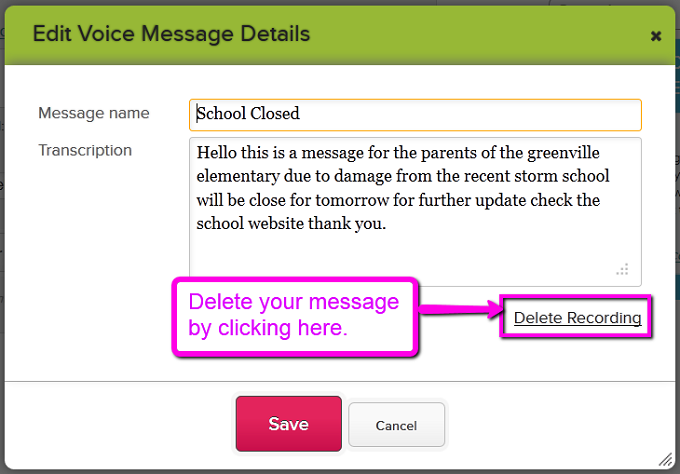 Edit Voice Message Details
Message name
School Closed
Transcription
Hello this is a message for the parents of the greenville
elementary due to damage from the recent storm school
will be close for tomorrow for further update check the
school website thank you.
Delete your message
by clicking here.
Delete Recording
Save
Cancel